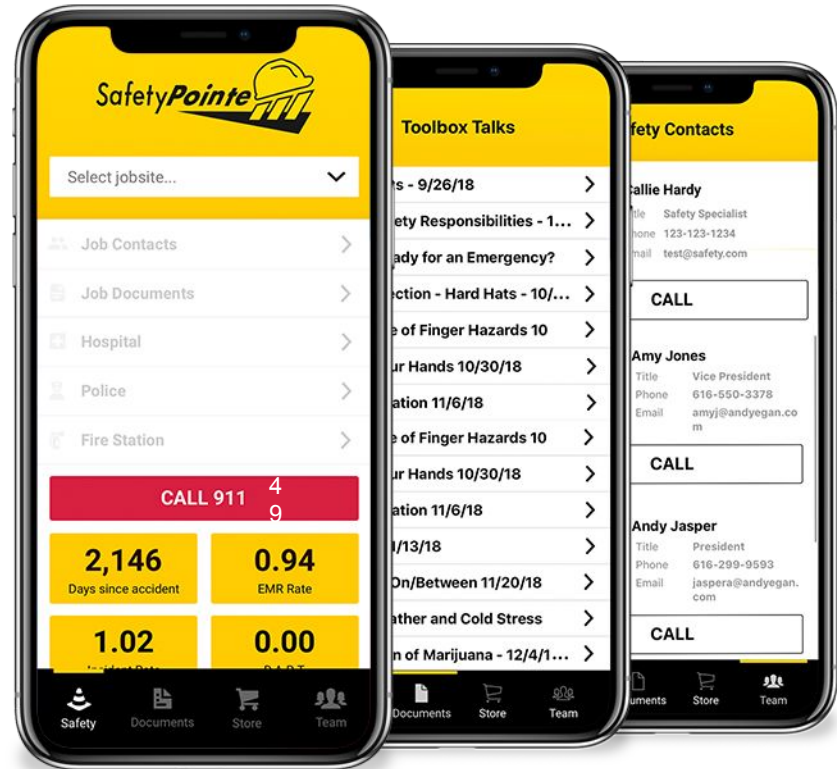 SafetyPointe
Select jobsite...
Job Contacts
Job Documents
Hospital
Police
Fire Station
CALL 911
4
9
2,146
Days since accident
0.94
EMR Rate
1.02
0.00
Safety
Documents
Store
Team
Toolbox Talks
s - 9/26/18
ety Responsibilities - 1...
ady for an Emergency?
ection - Hard Hats - 10/...
e of Finger Hazards 10
ur Hands 10/30/18
ation 11/6/18
e of Finger Hazards 10
ur Hands 10/30/18
ation 11/6/18
1/13/18
On/Between 11/20/18
ather and Cold Stress
n of Marijuana - 12/4/1...
Documents
Store
Team
fety Contacts
Callie Hardy
Title Safety Specialist
Phone 123-123-1234
Email test@safety.com
CALL
Amy Jones
Title Vice President
Phone 616-550-3378
Email amyj@andyegan.co
m
CALL
Andy Jasper
Title President
Phone 616-299-9593
Email jaspera@andyegan.
com
CALL
uments
Store
Team